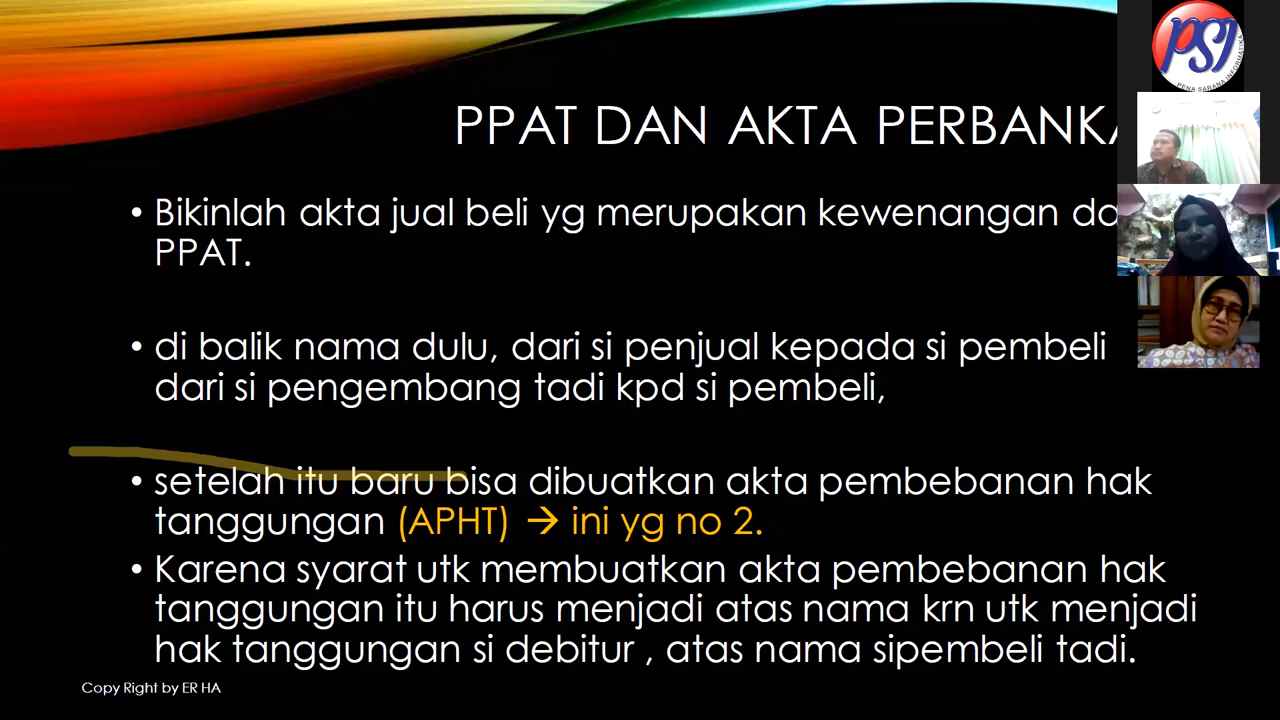 PPAT DAN AKTA
• Bikinlah akta jual beli yg merupakan kewenangan
PPAT.
• di balik nama dulu, dari si penjual kepada si pembeli
dari si pengembang tadi kpd si pembeli,
• setelah itu baru bisa dibuatkan akta pembebanan hak
tanggungan (APHT) → ini yg no 2.
• Karena syarat utk membuatkan akta pembebanan hak
tanggungan itu harus menjadi atas nama krn utk menjadi
hak tanggungan si debitur , atas nama sipembeli tadi.
Copy Right by ER HA
PSI
PENA SARANA INFORMATIKA